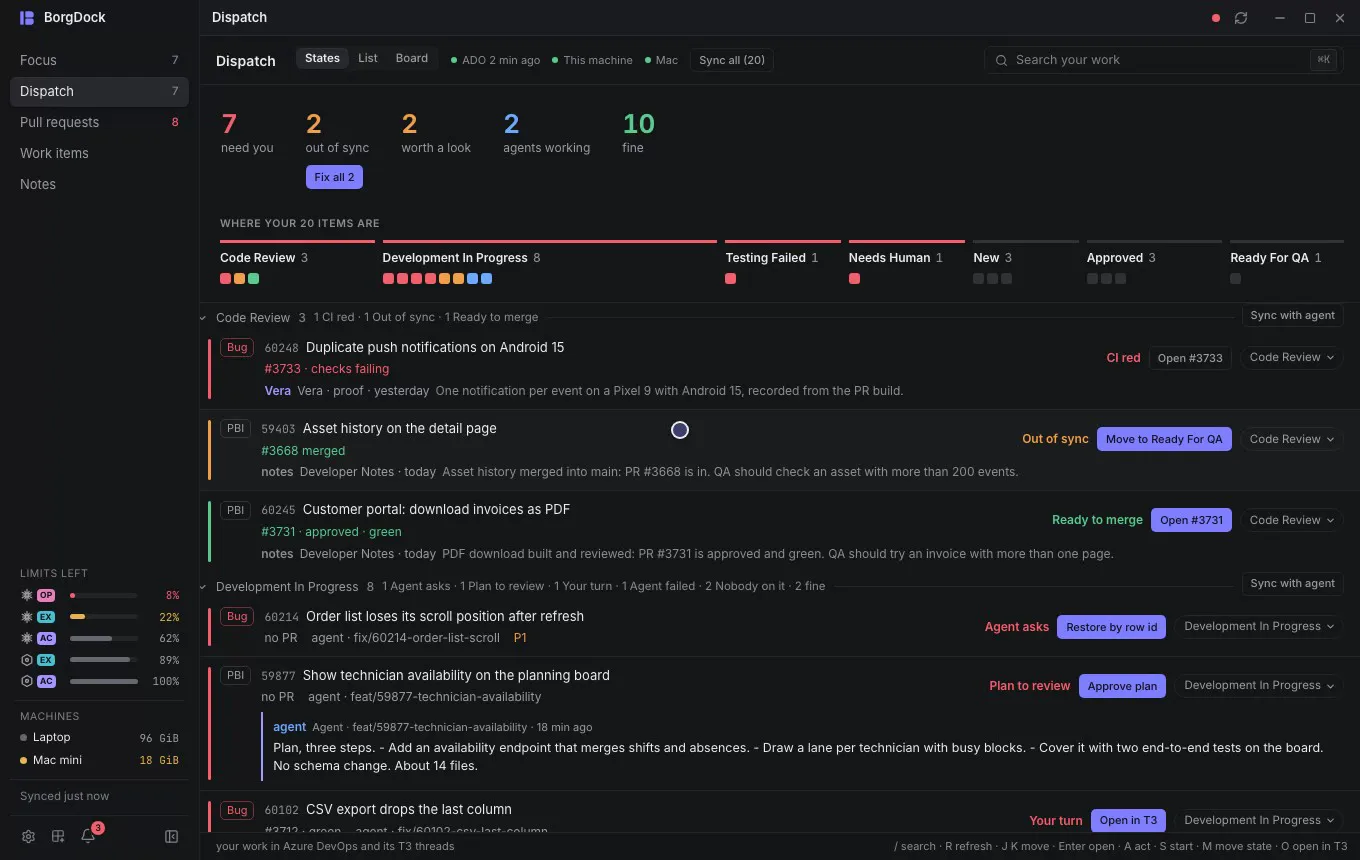 BorgDock
Dispatch
Focus 7
Dispatch 7
Pull requests 8
Work items
Notes
LIMITS LEFT
OP 8%
EX 22%
AC 62%
EX 89%
AC 100%
MACHINES
Laptop 96 GiB
Mac mini 18 GiB
Synced just now
3
Dispatch States List Board ADO 2 min ago This machine Mac Sync all (20) Search your work ⌘K
7 2 2 2 10
need you out of sync worth a look agents working fine
Fix all 2
WHERE YOUR 20 ITEMS ARE
Code Review 3 Development In Progress 8 Testing Failed 1 Needs Human 1 New 3 Approved 3 Ready For QA 1
Code Review 3 1 CI red · 1 Out of sync · 1 Ready to merge Sync with agent
Bug 60248 Duplicate push notifications on Android 15
#3733 · checks failing
CI red Open #3733 Code Review
Vera Vera · proof · yesterday One notification per event on a Pixel 9 with Android 15, recorded from the PR build.
PBI 59403 Asset history on the detail page
Out of sync Move to Ready For QA Code Review
#3668 merged
notes Developer Notes · today Asset history merged into main: PR #3668 is in. QA should check an asset with more than 200 events.
PBI 60245 Customer portal: download invoices as PDF
Ready to merge Open #3731 Code Review
#3731 · approved · green
notes Developer Notes · today PDF download built and reviewed: PR #3731 is approved and green. QA should try an invoice with more than one page.
Development In Progress 8 1 Agent asks · 1 Plan to review · 1 Your turn · 1 Agent failed · 2 Nobody on it · 2 fine Sync with agent
Bug 60214 Order list loses its scroll position after refresh
Agent asks Restore by row id Development In Progress
no PR agent · fix/60214-order-list-scroll P1
PBI 59877 Show technician availability on the planning board
Plan to review Approve plan Development In Progress
no PR agent · feat/59877-technician-availability
agent Agent · feat/59877-technician-availability · 18 min ago
Plan, three steps. - Add an availability endpoint that merges shifts and absences. - Draw a lane per technician with busy blocks. - Cover it with two end-to-end tests on the board.
No schema change. About 14 files.
Bug 60102 CSV export drops the last column
Your turn Open in T3 Development In Progress
#3712 · green agent · fix/60102-csv-last-column
your work in Azure DevOps and its T3 threads
/ search · R refresh · J K move · Enter open · A act · S start · M move state · O open in T3